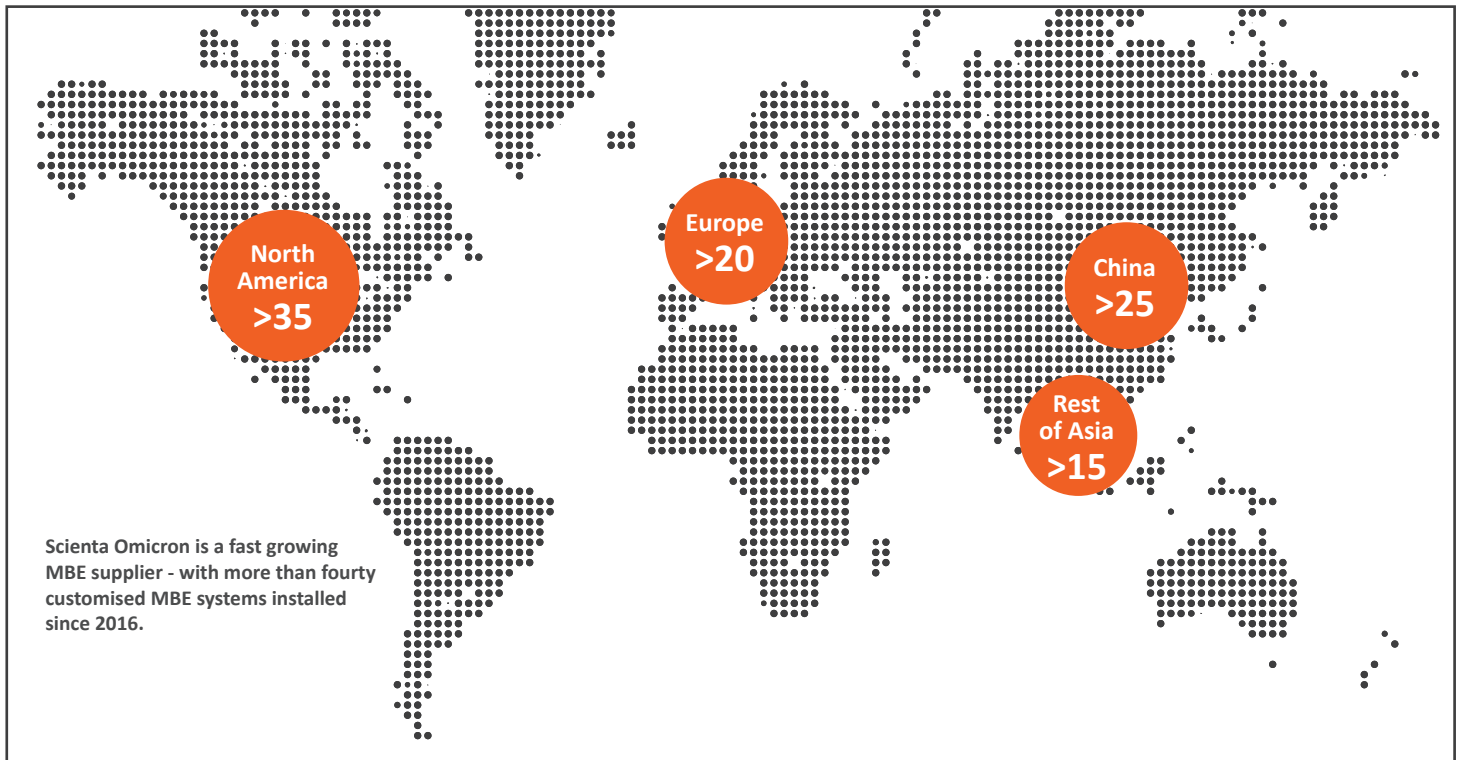 North
America
>35
Europe
>20
China
>25
Rest
of Asia
>15
Scienta Omicron is a fast growing
MBE supplier - with more than fourty
customised MBE systems installed
since 2016.